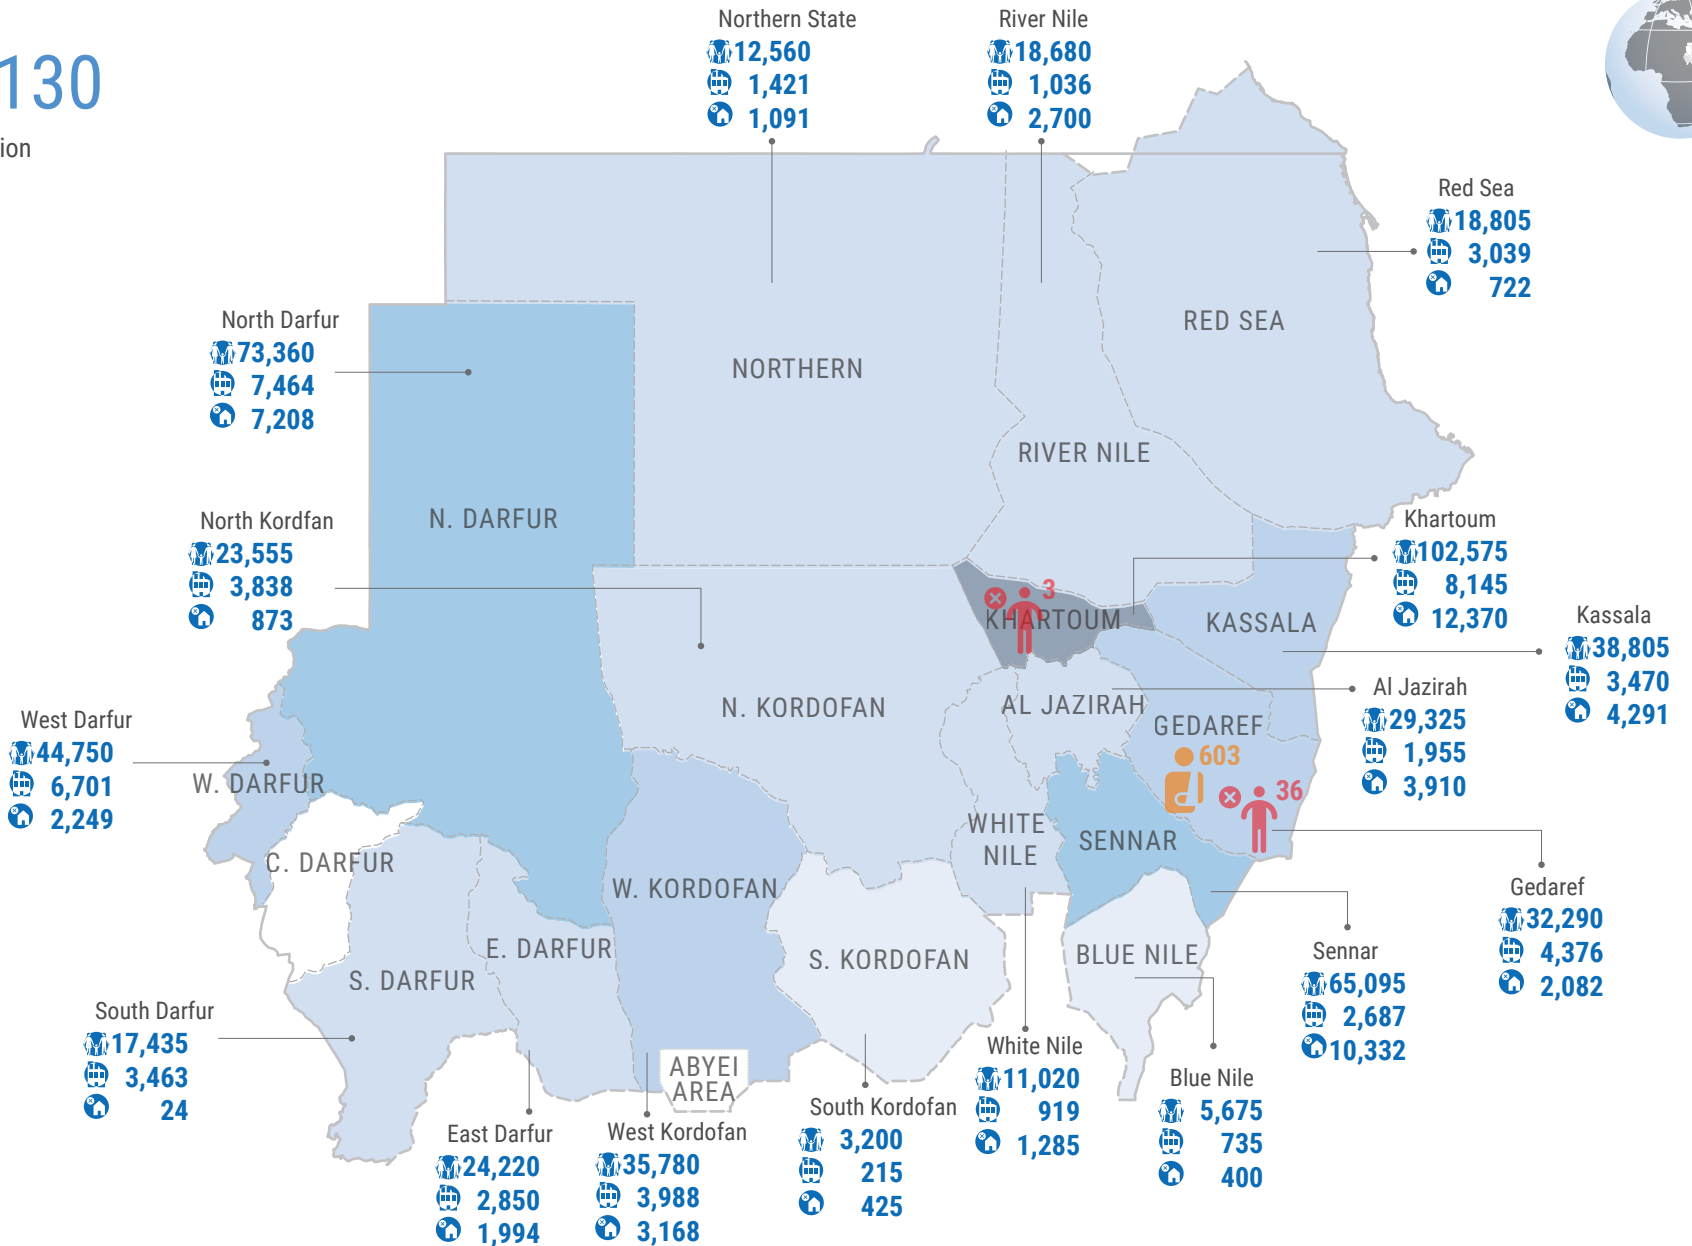 130
ion
Northern State
12,560
1,421
1,091
River Nile
18,680
1,036
2,700
Red Sea
18,805
3,039
722
North Darfur
73,360
7,464
7,208
RED SEA
NORTHERN
RIVER NILE
N. DARFUR
North Kordfan
23,555
3,838
873
Khartoum
102,575
8,145
12,370
3
KHARTOUM
KASSALA
Kassala
38,805
3,470
4,291
Al Jazirah
29,325
1,955
3,910
N. KORDOFAN
AL JAZIRAH
GEDAREF
603
36
West Darfur
44,750
6,701
2,249
W. DARFUR
WHITE
NILE
SENNAR
C. DARFUR
W. KORDOFAN
Gedaref
32,290
4,376
2,082
E. DARFUR
S. KORDOFAN
BLUE NILE
S. DARFUR
Sennar
65,095
2,687
10,332
South Darfur
17,435
3,463
24
ABYEI
AREA
White Nile
11,020
919
1,285
Blue Nile
5,675
735
400
South Kordofan
3,200
215
425
East Darfur
24,220
2,850
1,994
West Kordofan
35,780
3,988
3,168